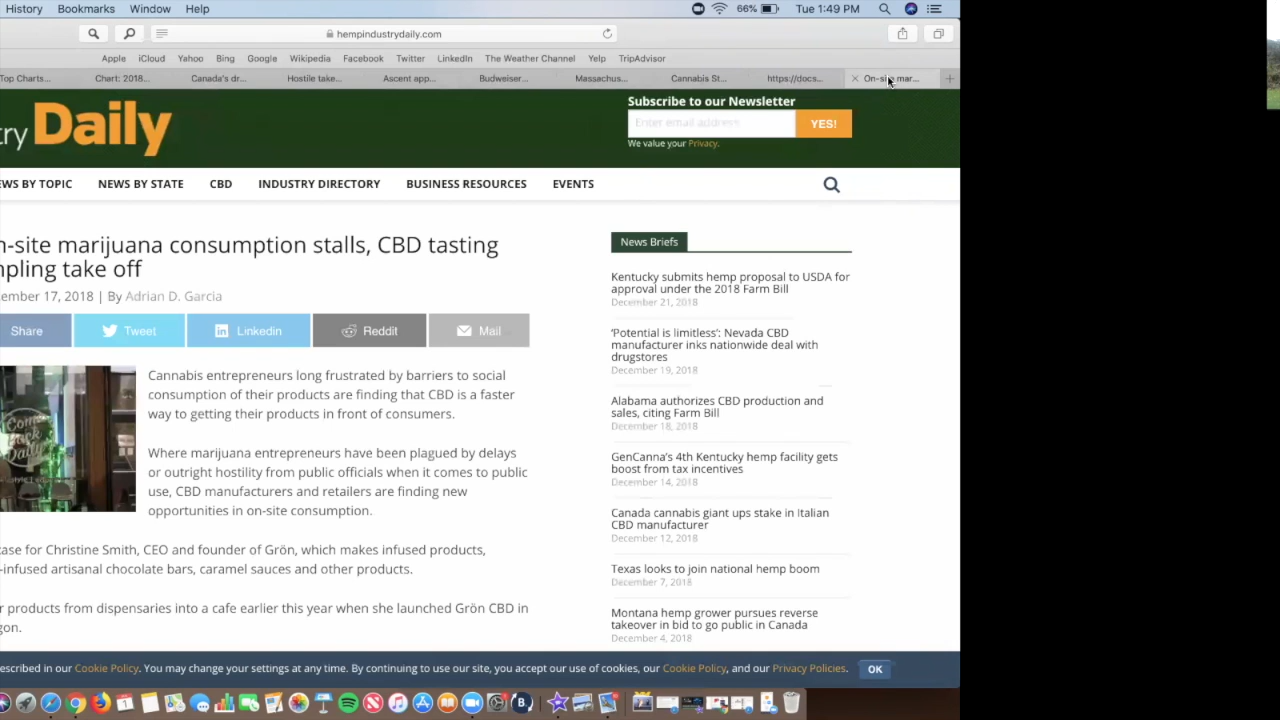 History Bookmarks Window Help 66% Tue 1:49 PM
hempindustrydaily.com
Apple iCloud Yahoo Bing Google Wikipedia Facebook Twitter LinkedIn The Weather Channel Yelp TripAdvisor
Top Charts... Chart: 2018... Canada's dr... Hostile take... Ascent app... Budweiser... Massachus... Cannabis St... https://docs... On-site mar...
try Daily
Subscribe to our Newsletter
Enter email address YES!
We value your Privacy.
EWS BY TOPIC NEWS BY STATE CBD INDUSTRY DIRECTORY BUSINESS RESOURCES EVENTS
n-site marijuana consumption stalls, CBD tasting
mpling take off
ember 17, 2018 | By Adrian D. Garcia
Share Tweet Linkedin Reddit Mail
Come
Back
Daily
Cannabis entrepreneurs long frustrated by barriers to social
consumption of their products are finding that CBD is a faster
way to getting their products in front of consumers.
Where marijuana entrepreneurs have been plagued by delays
or outright hostility from public officials when it comes to public
use, CBD manufacturers and retailers are finding new
opportunities in on-site consumption.
ase for Christine Smith, CEO and founder of Grön, which makes infused products,
-infused artisanal chocolate bars, caramel sauces and other products.
r products from dispensaries into a cafe earlier this year when she launched Grön CBD in
gon.
News Briefs
Kentucky submits hemp proposal to USDA for
approval under the 2018 Farm Bill
December 21, 2018
‘Potential is limitless’: Nevada CBD
manufacturer inks nationwide deal with
drugstores
December 19, 2018
Alabama authorizes CBD production and
sales, citing Farm Bill
December 18, 2018
GenCanna’s 4th Kentucky hemp facility gets
boost from tax incentives
December 14, 2018
Canada cannabis giant ups stake in Italian
CBD manufacturer
December 12, 2018
Texas looks to join national hemp boom
December 7, 2018
Montana hemp grower pursues reverse
takeover in bid to go public in Canada
December 4, 2018
escribed in our Cookie Policy. You may change your settings at any time. By continuing to use our site, you accept our use of cookies, our Cookie Policy, and our Privacy Policies. OK